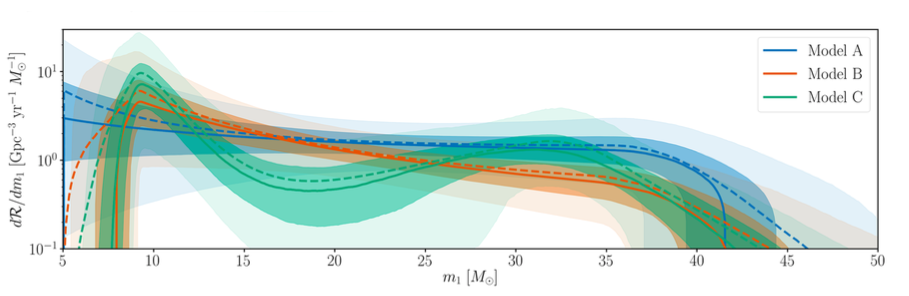 Model A
Model B
Model C
10¹
10⁰
10⁻¹
dR/dm₁ [Gpc⁻³ yr⁻¹ M⊙⁻¹]
5 10 15 20 25 30 35 40 45 50
m₁ [M⊙]